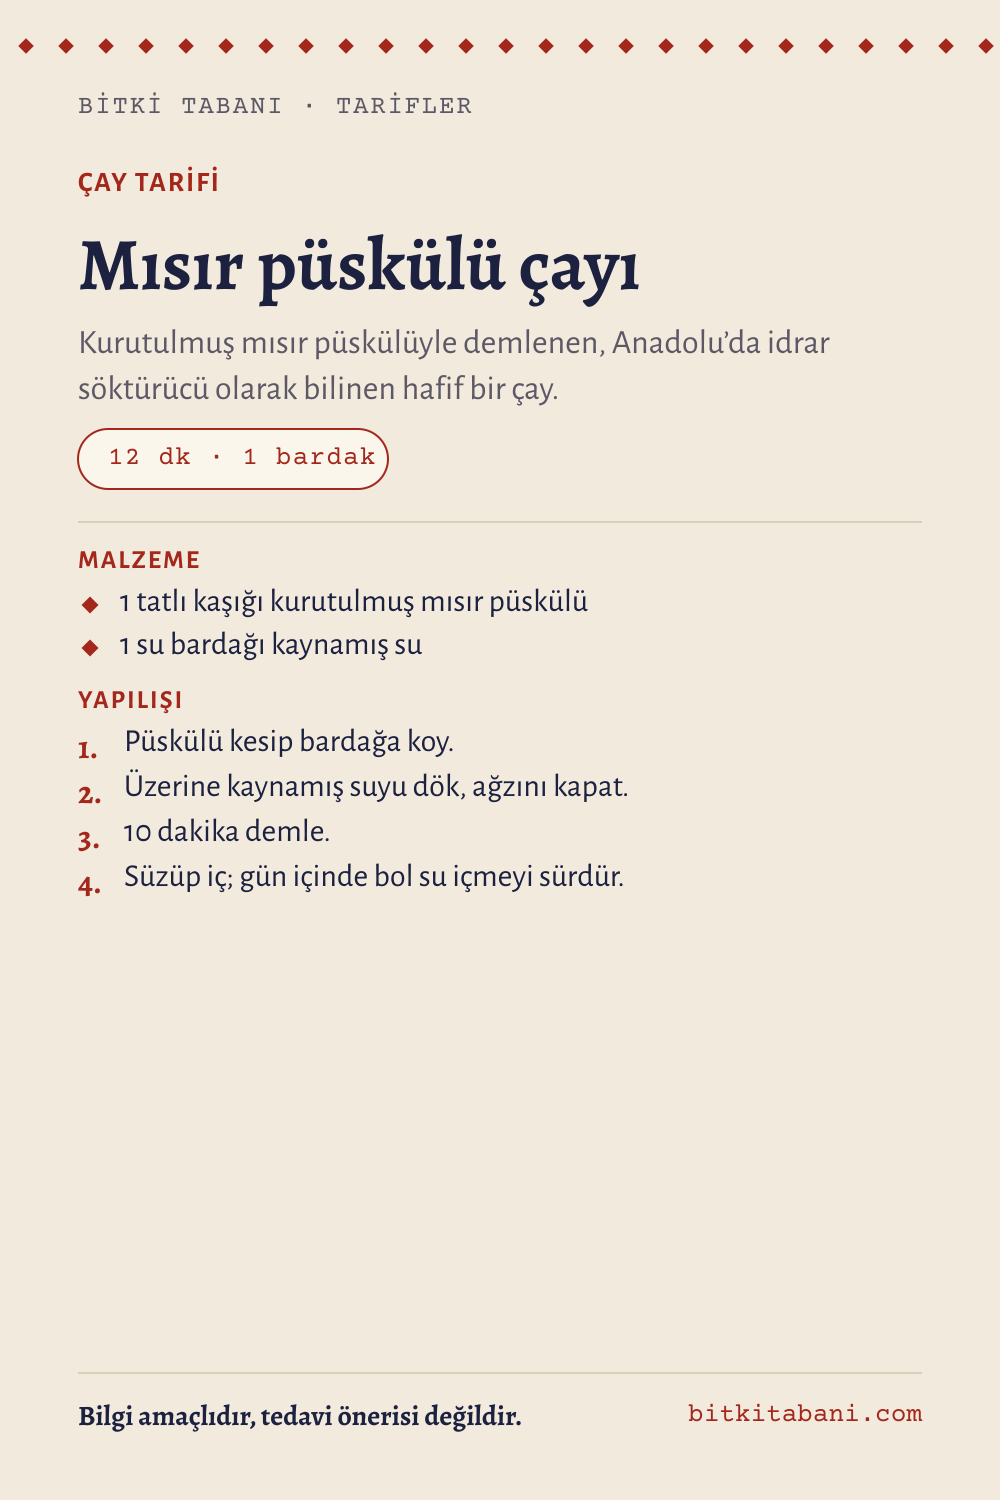 BİTKİ TABANI · TARİFLER
ÇAY TARİFİ
Mısır püskülü çayı
Kurutulmuş mısır püskülüyle demlenen, Anadolu’da idrar
söktürücü olarak bilinen hafif bir çay.
12 dk · 1 bardak
MALZEME
◆ 1 tatlı kaşığı kurutulmuş mısır püskülü
◆ 1 su bardağı kaynamış su
YAPILIŞI
1. Püskülü kesip bardağa koy.
2. Üzerine kaynamış suyu dök, ağzını kapat.
3. 10 dakika demle.
4. Süzüp iç; gün içinde bol su içmeyi sürdür.
Bilgi amaçlıdır, tedavi önerisi değildir.
bitkitabani.com